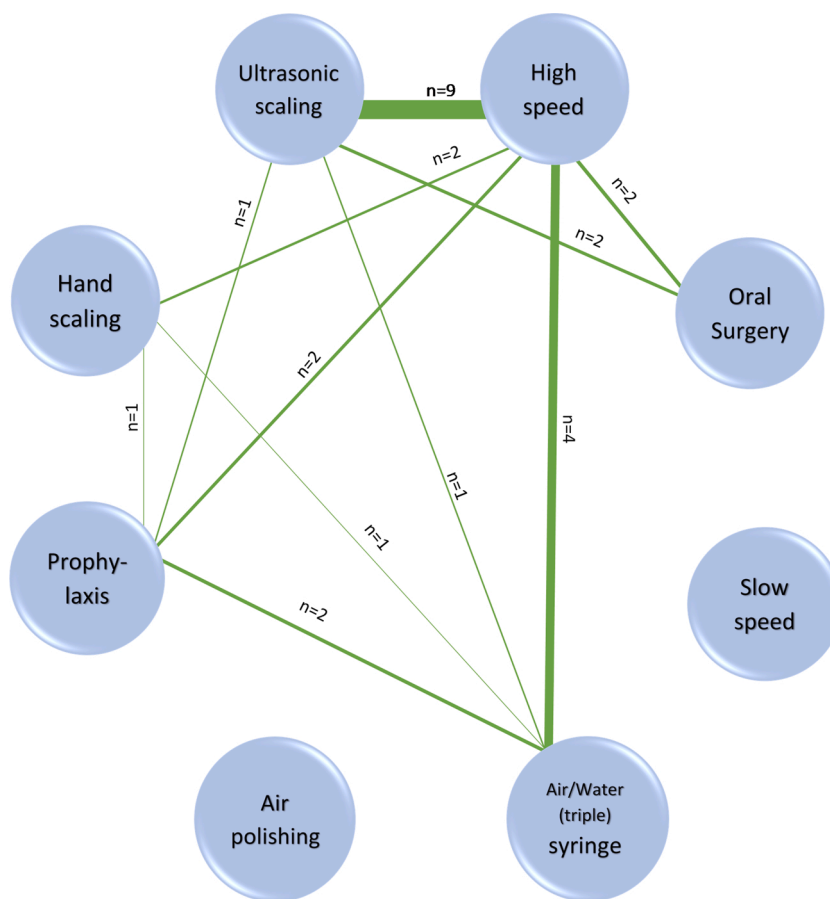 Ultrasonic
scaling
n=9
High
speed
n=2
n=1
n=2
n=2
Hand
scaling
Oral
Surgery
n=2
n=1
n=4
n=1
n=1
Prophy-
laxis
Slow
speed
n=2
Air
polishing
Air/Water
(triple)
syringe